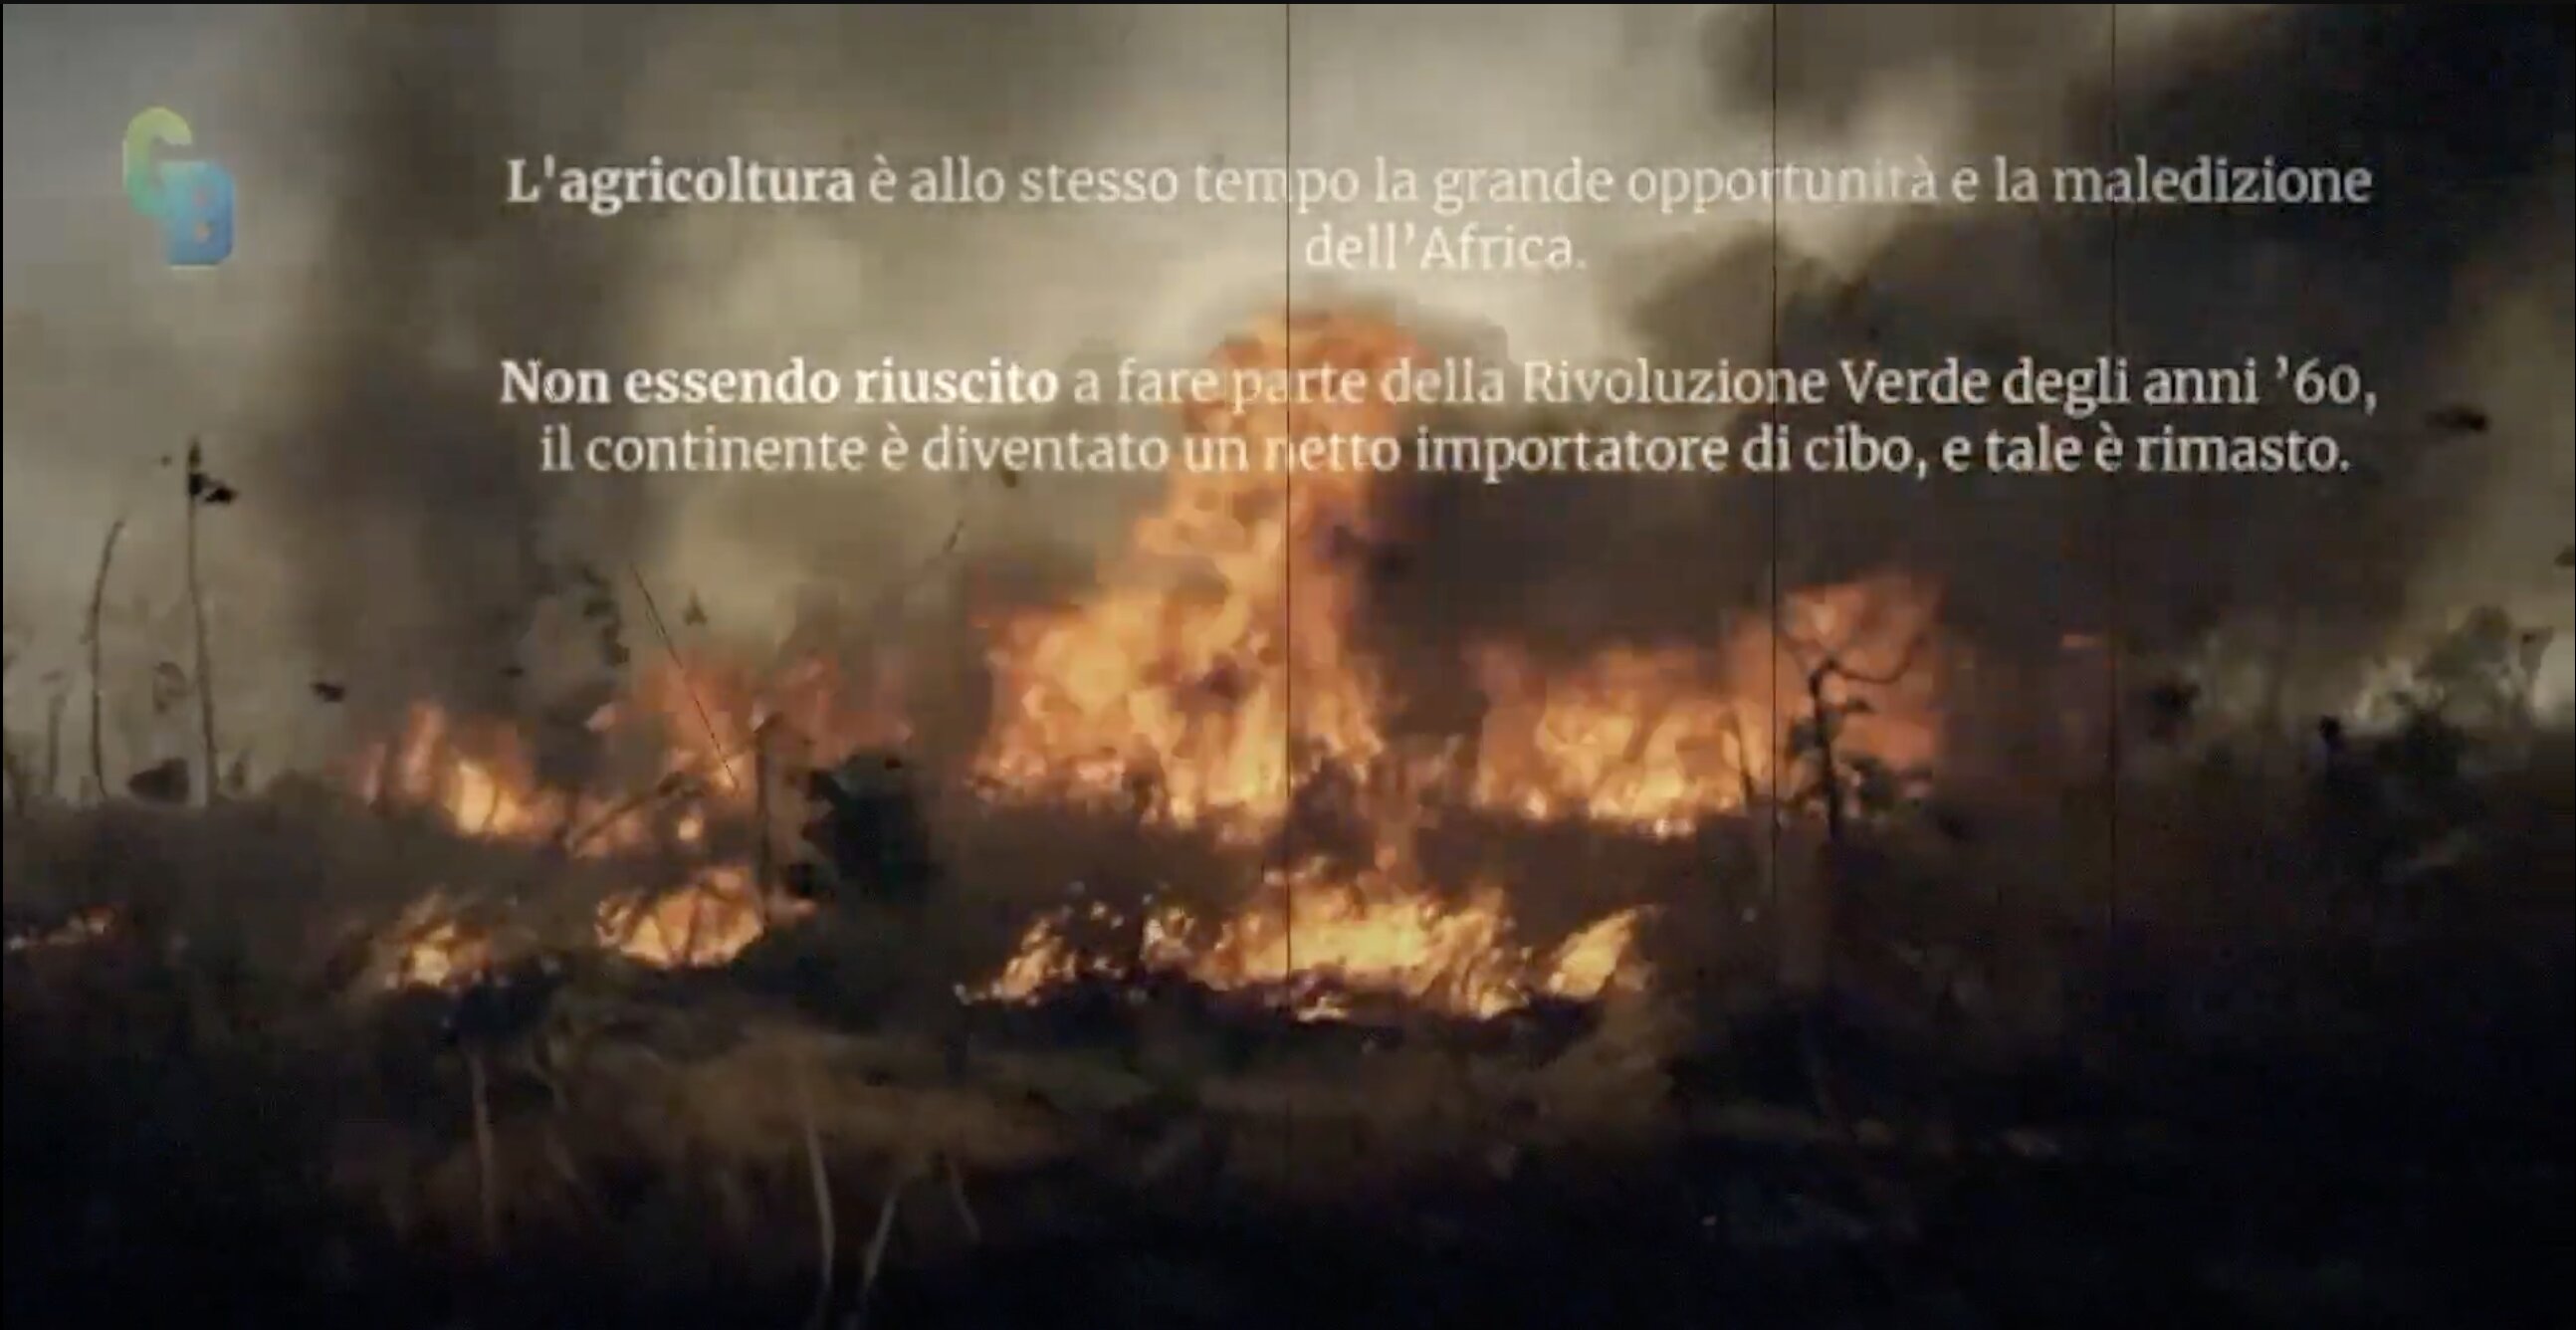 CB
L'agricoltura è allo stesso tempo la grande opportunità e la maledizione
dell’Africa.
Non essendo riuscito a fare parte della Rivoluzione Verde degli anni ’60,
il continente è diventato un netto importatore di cibo, e tale è rimasto.